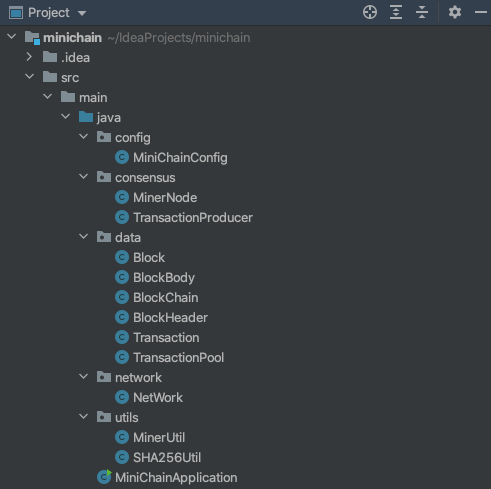 Project
minichain ~/IdeaProjects/minichain
.idea
src
main
java
config
C MiniChainConfig
consensus
C MinerNode
C TransactionProducer
data
C Block
C BlockBody
C BlockChain
C BlockHeader
C Transaction
C TransactionPool
network
C NetWork
utils
C MinerUtil
C SHA256Util
C MiniChainApplication